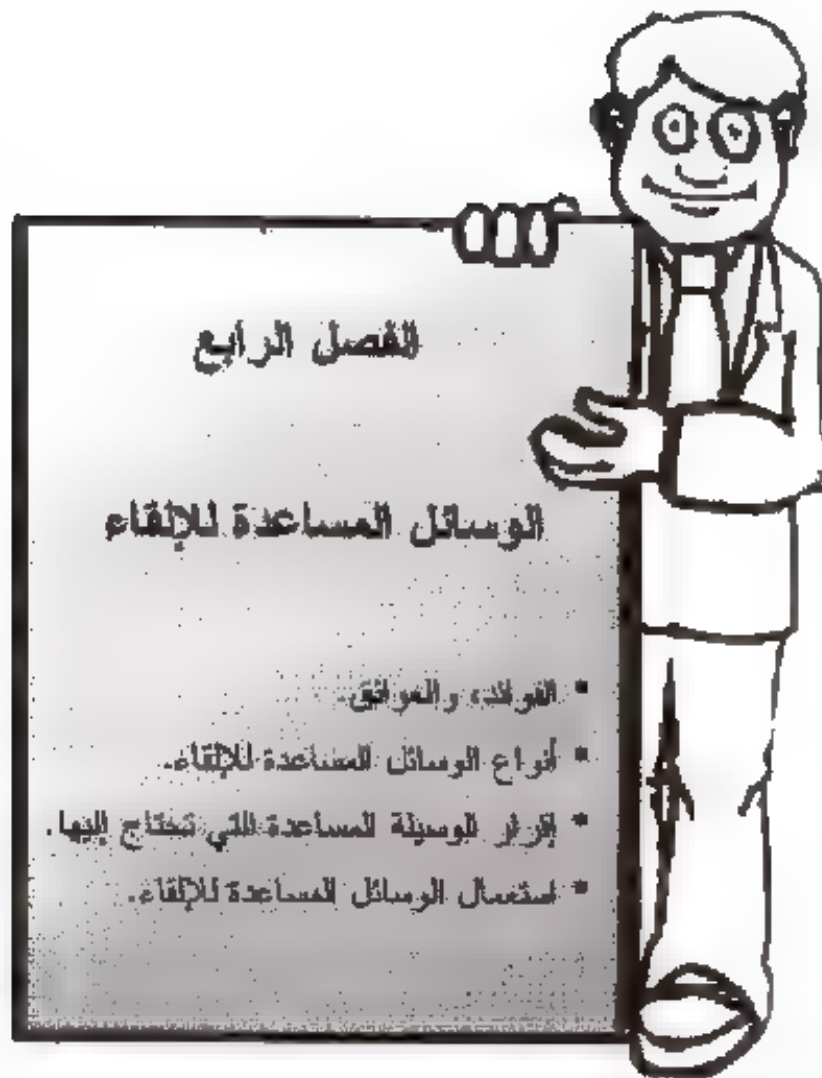 الفصل الرابع
الوسائل المساعدة للإلقاء
* الفوائد، والعوائق.
* أنواع الوسائل المساعدة للإلقاء.
* إقرار الوسيلة المساعدة التي تحتاج إليها.
* استعمال الوسائل المساعدة للإلقاء.